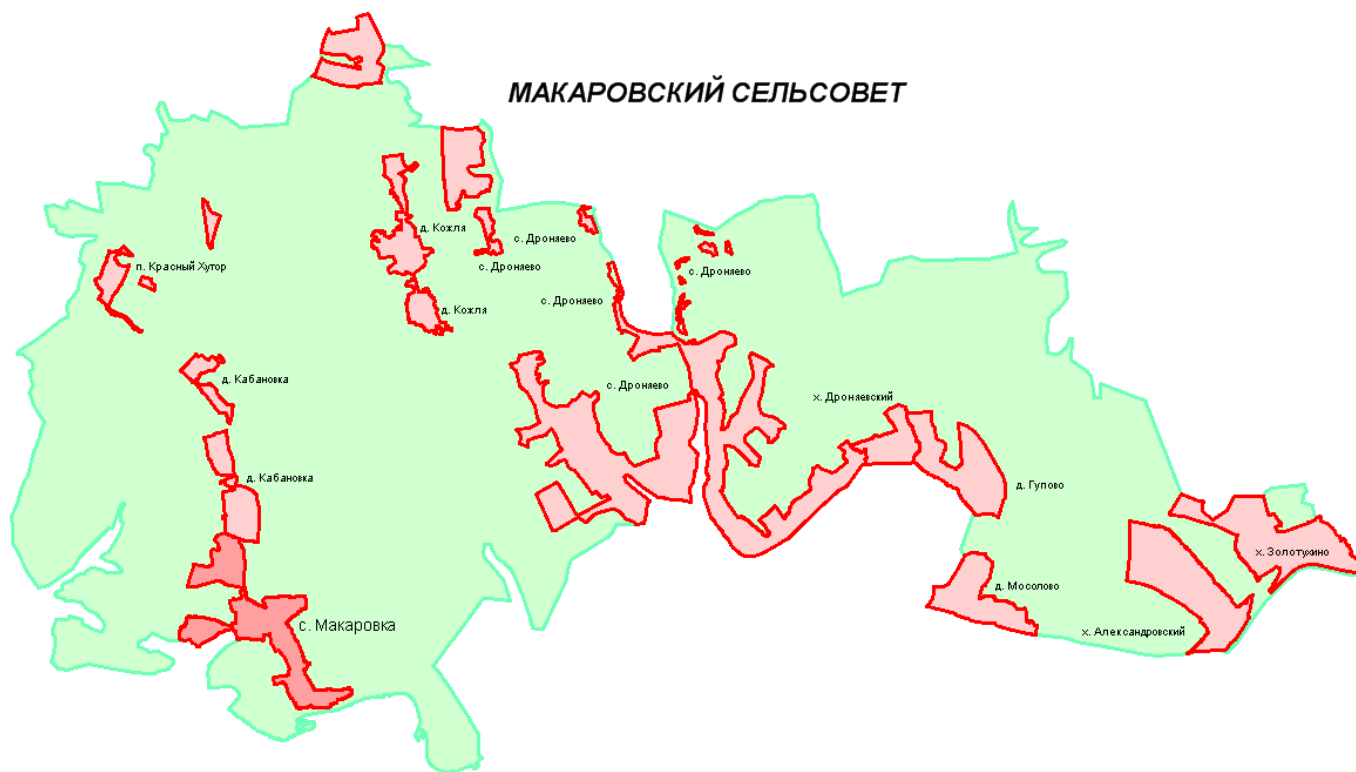 МАКАРОВСКИЙ СЕЛЬСОВЕТ
д. Кожля
с. Дроняево
с. Дроняево
с. Дроняево
п. Красный Хутор
с. Дроняево
д. Кожля
д. Кабановка
с. Дроняево
х. Дроняевский
д. Кабановка
д. Гупово
х. Золотухино
д. Мосолово
с. Макаровка
х. Александровский